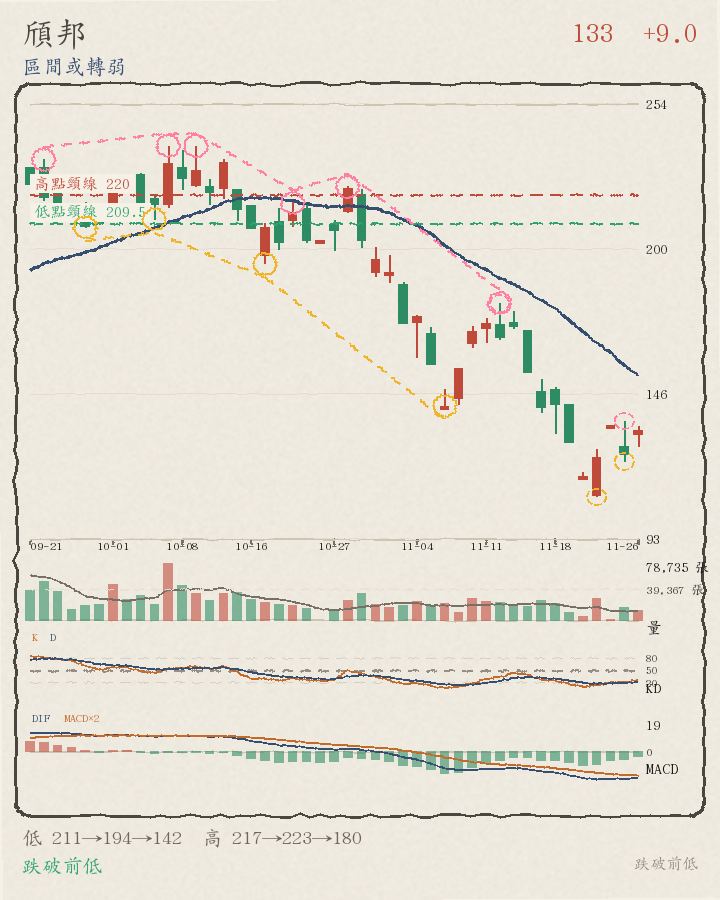 頎邦
133 +9.0
區間或轉弱
254
高點頸線 220
低點頸線 209.5
200
146
93
09-21 10-01 10-08 10-16 10-27 11-04 11-11 11-18 11-26
78,735 張
39,367 張
量
K D
80
50
20
KD
DIF MACD×2
19
0
MACD
低 211→194→142 高 217→223→180
跌破前低
跌破前低